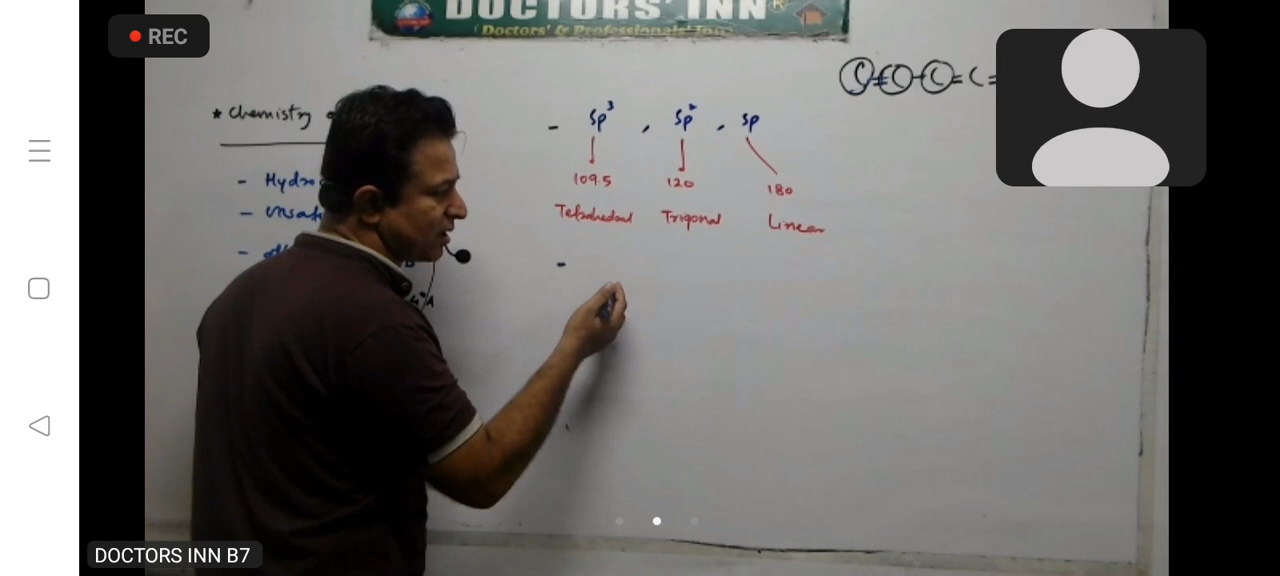 REC
DOCTORS' INN
(Doctors' & Professionals' Inn)
* Chemistry
- Hydro
- Unsat
-
- sp³ , sp² , sp
109.5 120 180
Tetrahedral Trigonal Linear
-
C=C-C=C=
DOCTORS INN B7